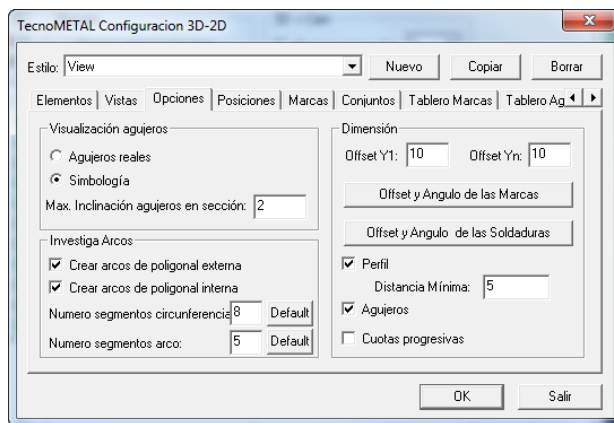 TecnoMETAL Configuracion 3D-2D
Estilo: View Nuevo Copiar Borrar
Elementos Vistas Opciones Posiciones Marcas Conjuntos Tablero Marcas Tablero Ag
Visualización agujeros
Agujeros reales
Simbología
Max. Inclinación agujeros en sección: 2
Investiga Arcos
Crear arcos de poligonal externa
Crear arcos de poligonal interna
Numero segmentos circunferencia 8 Default
Numero segmentos arco: 5 Default
Dimensión
Offset Y1: 10 Offset Yn: 10
Offset y Angulo de las Marcas
Offset y Angulo de las Soldaduras
Perfil
Distancia Mínima: 5
Agujeros
Cuotas progresivas
OK Salir